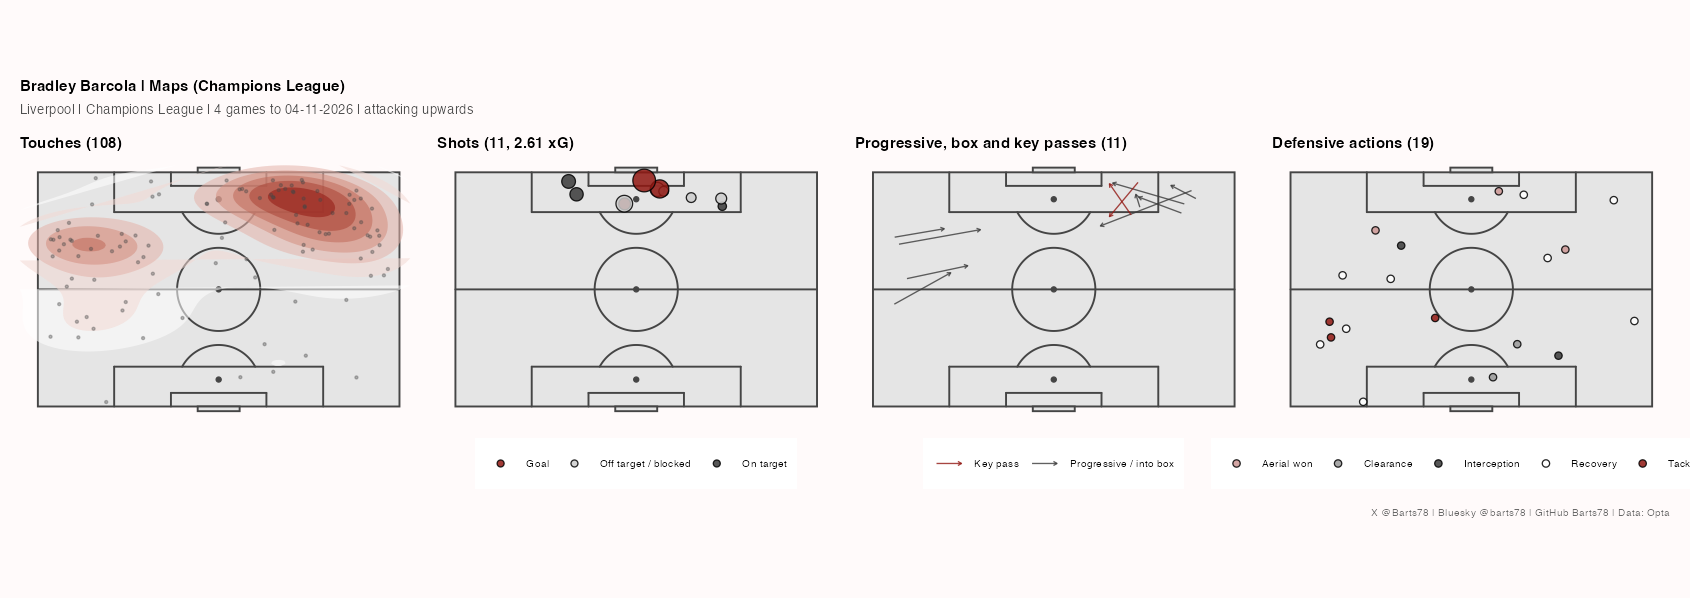 Bradley Barcola | Maps (Champions League)
Liverpool | Champions League | 4 games to 04-11-2026 | attacking upwards
Touches (108)
Shots (11, 2.61 xG)
Progressive, box and key passes (11)
Defensive actions (19)
Goal
Off target / blocked
On target
Key pass
Progressive / into box
Aerial won
Clearance
Interception
Recovery
Tack
X @Barts78 | Bluesky @barts78 | GitHub Barts78 | Data: Opta